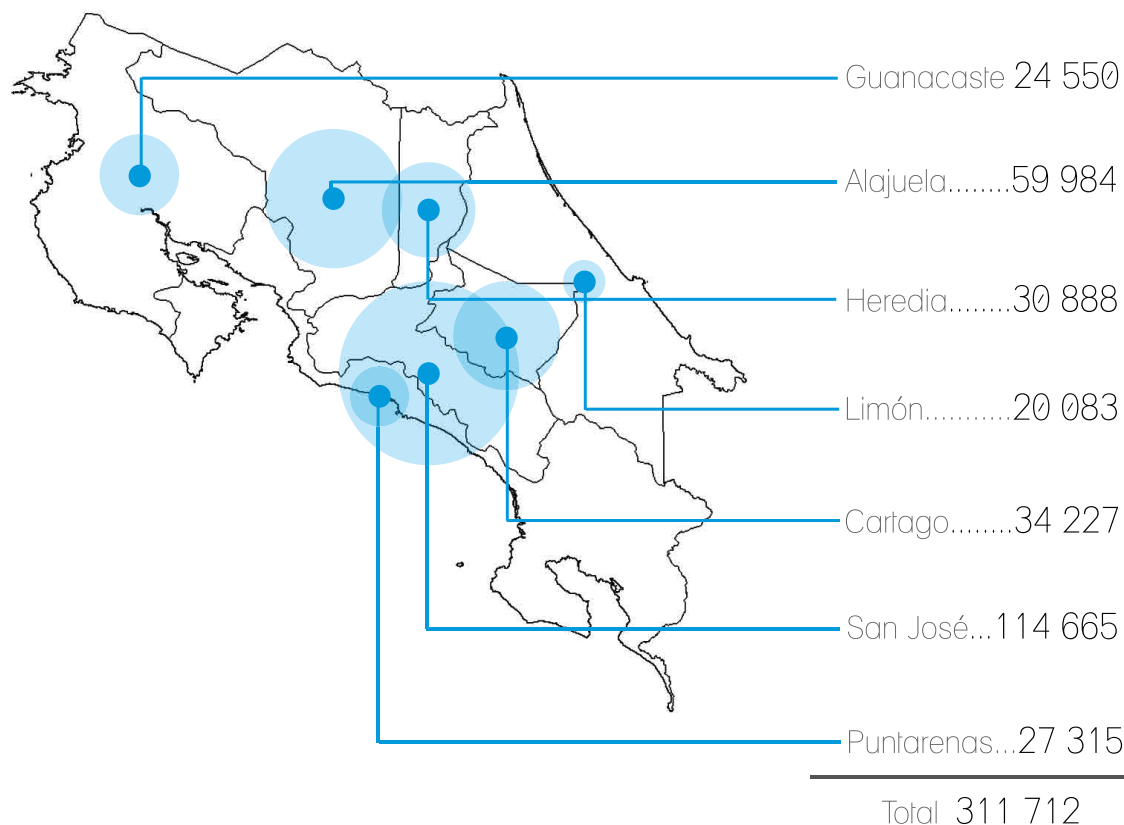 Guanacaste 24 550
Alajuela........59 984
Heredia........30 888
Limón...........20 083
Cartago........34 227
San José...114 665
Puntarenas...27 315
Total 311 712